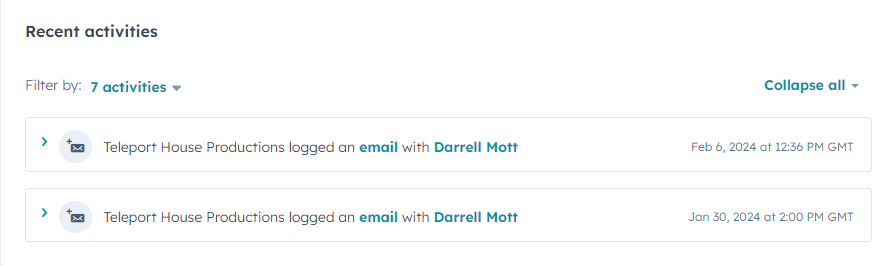 Recent activities
Filter by: 7 activities Collapse all
Teleport House Productions logged an email with Darrell Mott Feb 6, 2024 at 12:36 PM GMT
Teleport House Productions logged an email with Darrell Mott Jan 30, 2024 at 2:00 PM GMT